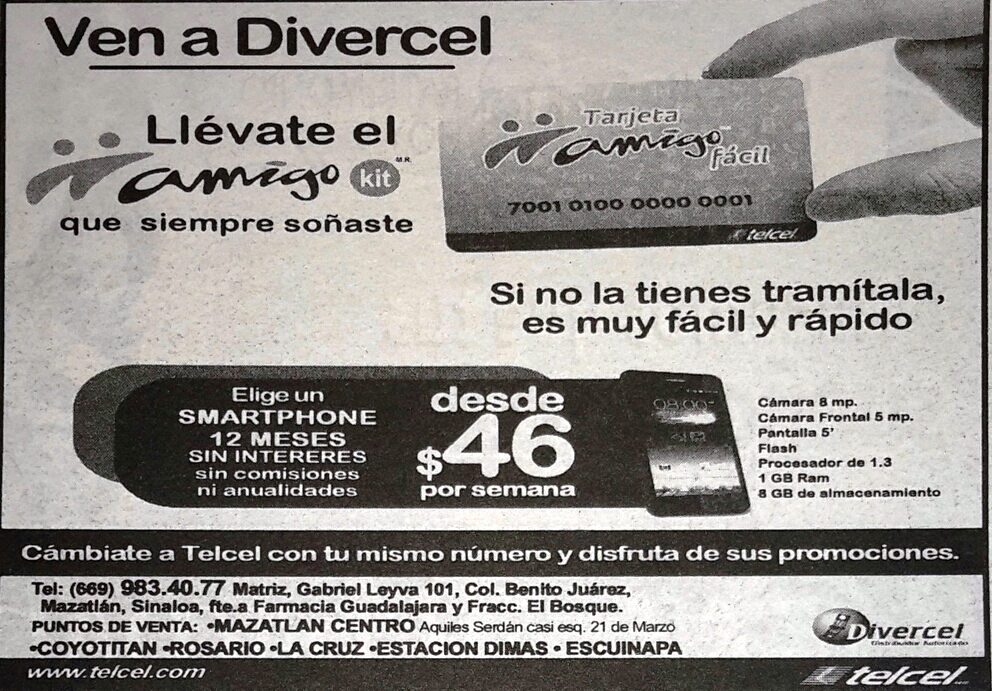 Ven a Divercel
Llévate el
amigo kit M.R.
que siempre soñaste
Tarjeta
amigo
fácil
7001 0100 0000 0001
telcel
Si no la tienes tramítala,
es muy fácil y rápido
Elige un
SMARTPHONE
12 MESES
SIN INTERERES
sin comisiones
ni anualidades
desde
$46
por semana
08:00
Cámara 8 mp.
Cámara Frontal 5 mp.
Pantalla 5'
Flash
Procesador de 1.3
1 GB Ram
8 GB de almacenamiento
Cámbiate a Telcel con tu mismo número y disfruta de sus promociones.
Tel: (669) 983.40.77 Matriz, Gabriel Leyva 101, Col. Benito Juárez,
Mazatlán, Sinaloa, fte.a Farmacia Guadalajara y Fracc. El Bosque.
PUNTOS DE VENTA: •MAZATLAN CENTRO Aquiles Serdán casi esq. 21 de Marzo
•COYOTITAN •ROSARIO •LA CRUZ •ESTACION DIMAS • ESCUINAPA
Divercel
Distribuidor Autorizado
www.telcel.com
telcel